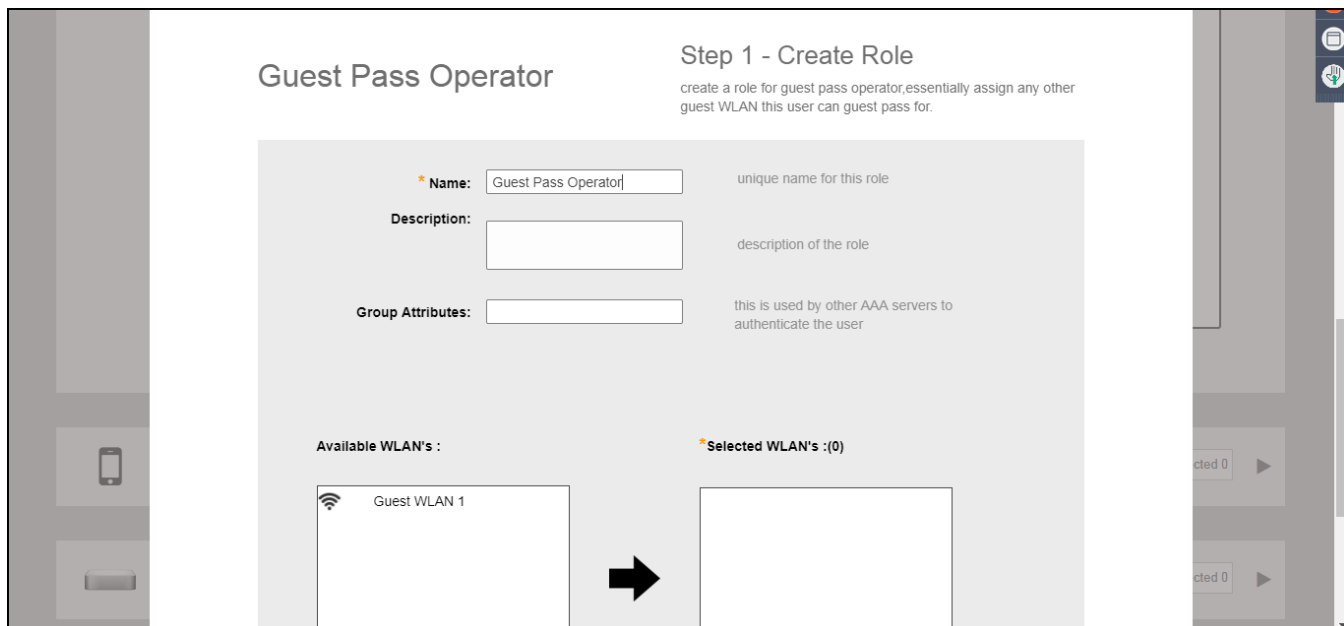 Guest Pass Operator
Step 1 - Create Role
create a role for guest pass operator,essentially assign any other
guest WLAN this user can guest pass for.
* Name:
Guest Pass Operator
unique name for this role
Description:
description of the role
Group Attributes:
this is used by other AAA servers to
authenticate the user
Available WLAN's :
*Selected WLAN's :(0)
Guest WLAN 1
cted 0
cted 0